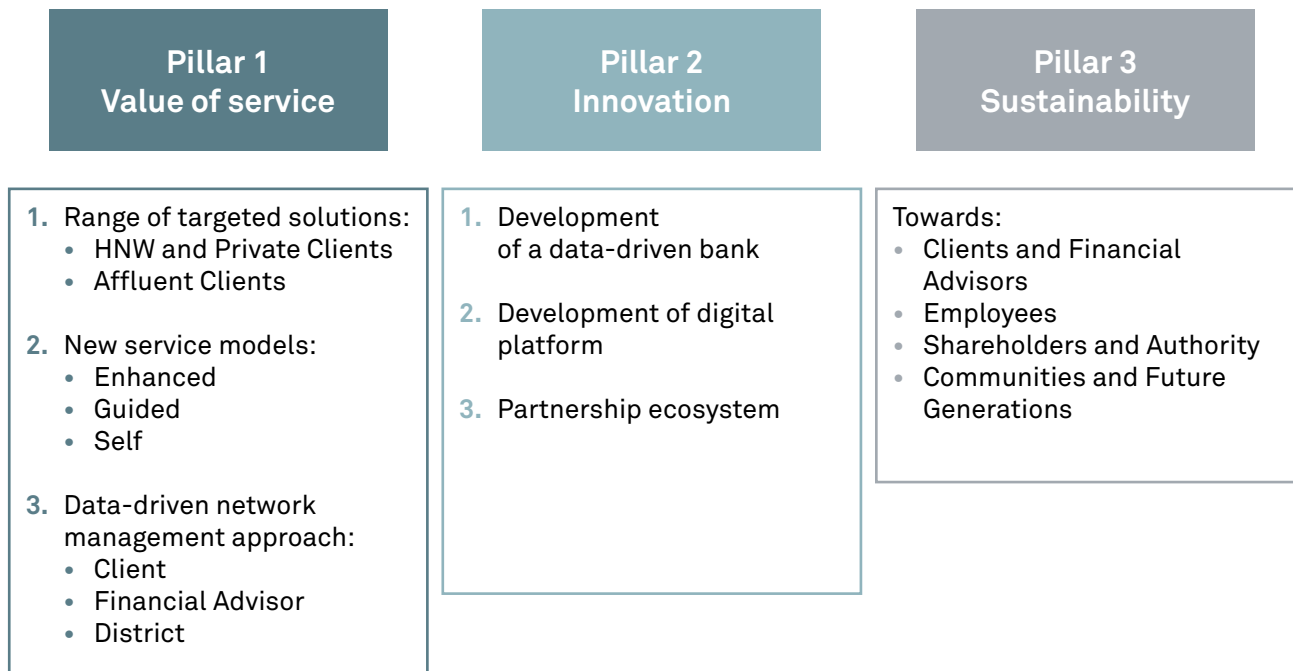 Pillar 1
Value of service
Pillar 2
Innovation
Pillar 3
Sustainability
1. Range of targeted solutions:
• HNW and Private Clients
• Affluent Clients
2. New service models:
• Enhanced
• Guided
• Self
3. Data-driven network
management approach:
• Client
• Financial Advisor
• District
1. Development
of a data-driven bank
2. Development of digital
platform
3. Partnership ecosystem
Towards:
• Clients and Financial
Advisors
• Employees
• Shareholders and Authority
• Communities and Future
Generations